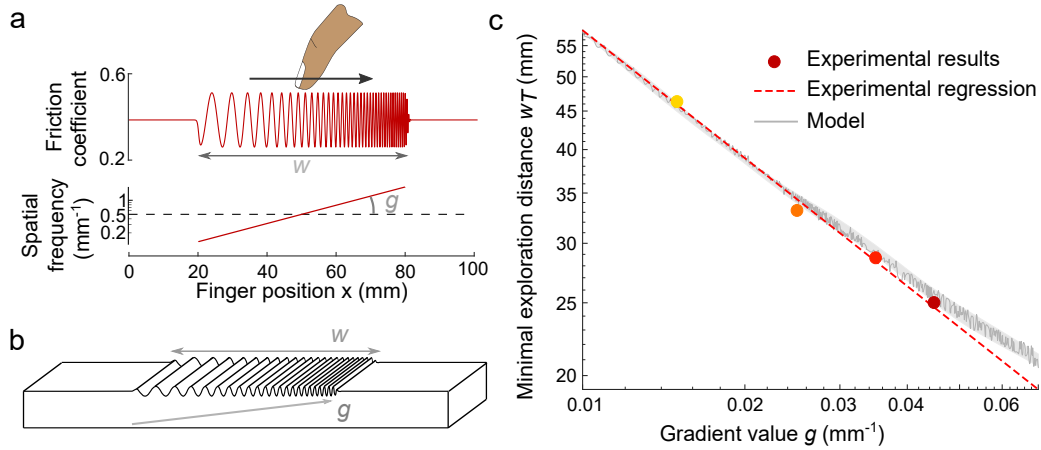 a
0.6
Friction
coefficient
0.2
w
Spatial
frequency
(mm⁻¹)
1
0.5
0.2
g
0 20 40 60 80 100
Finger position x (mm)
b
w
g
c
Minimal exploration distance wT (mm)
55
50
45
40
35
30
25
20
Experimental results
Experimental regression
Model
0.01 0.02 0.03 0.04 0.06
Gradient value g (mm⁻¹)